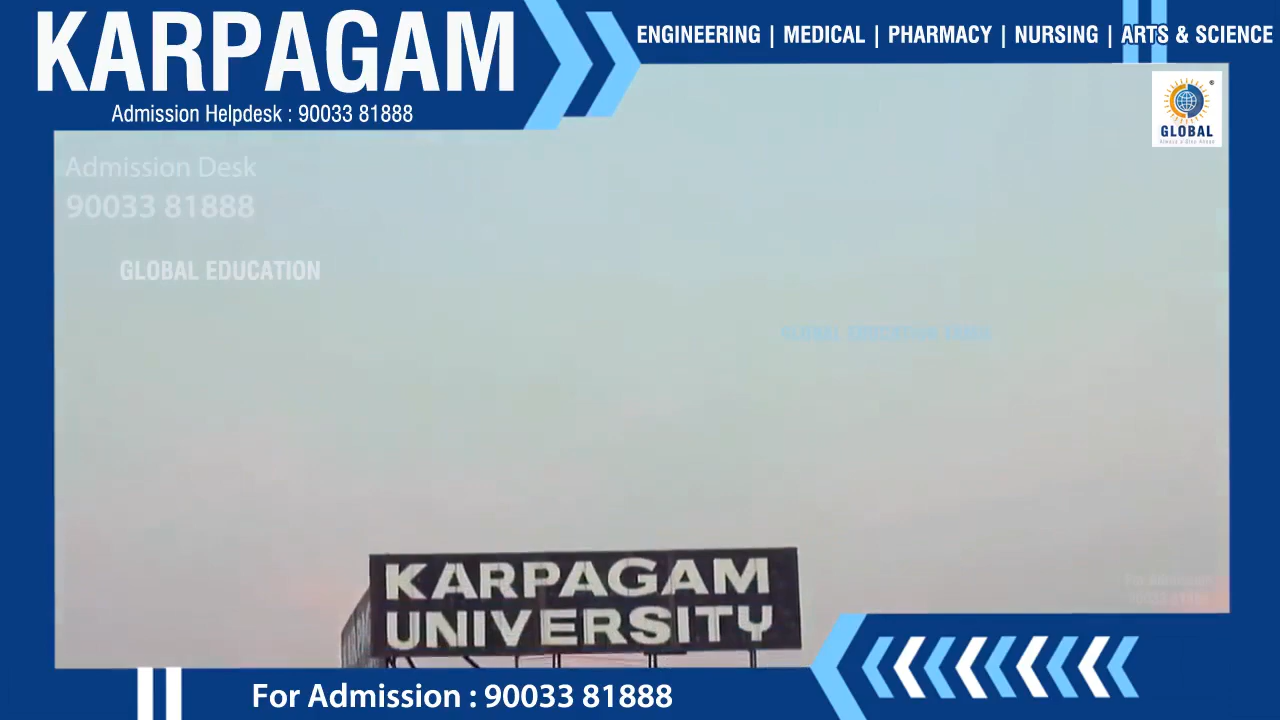 KARPAGAM
Admission Helpdesk : 90033 81888
ENGINEERING | MEDICAL | PHARMACY | NURSING | ARTS & SCIENCE
GLOBAL
Admission Desk
90033 81888
GLOBAL EDUCATION
KARPAGAM
UNIVERSITY
For Admission : 90033 81888